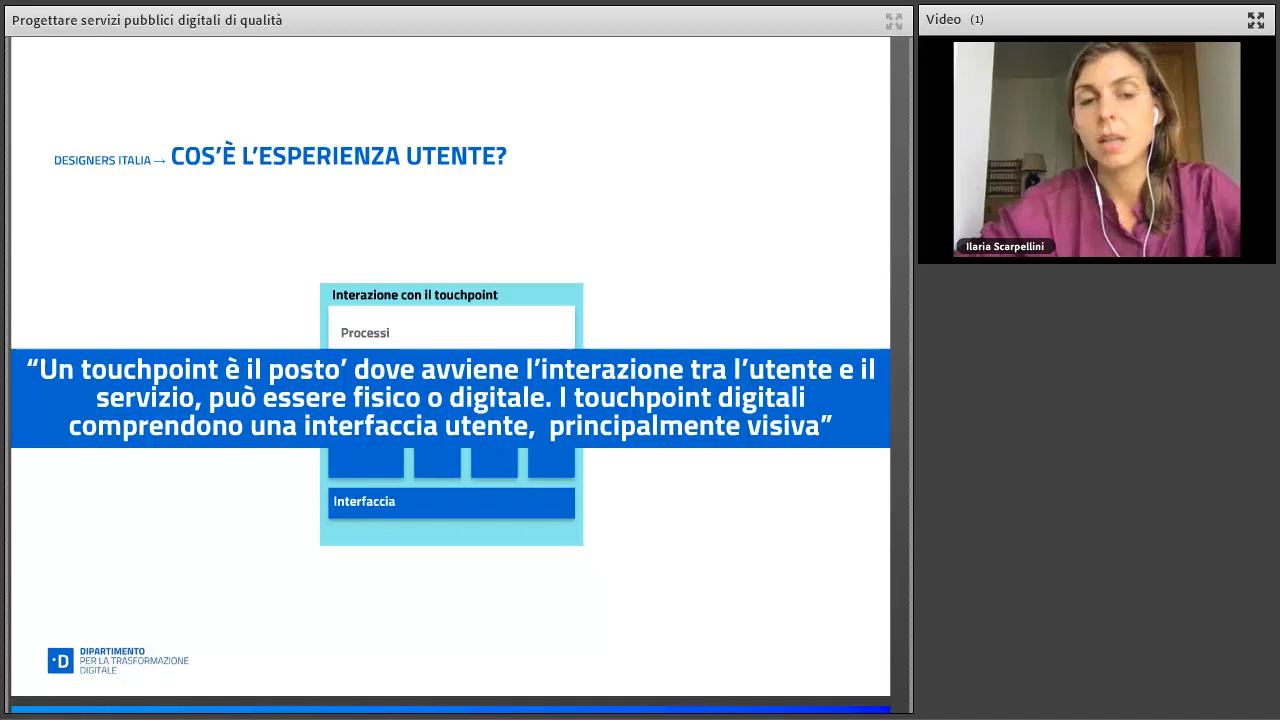 Progettare servizi pubblici digitali di qualità
Video (1)
Ilaria Scarpellini
DESIGNERS ITALIA → COS’È L’ESPERIENZA UTENTE?
Interazione con il touchpoint
Processi
“Un touchpoint è il posto’ dove avviene l’interazione tra l’utente e il
servizio, può essere fisico o digitale. I touchpoint digitali
comprendono una interfaccia utente, principalmente visiva”
Interfaccia
·D
DIPARTIMENTO
PER LA TRASFORMAZIONE
DIGITALE